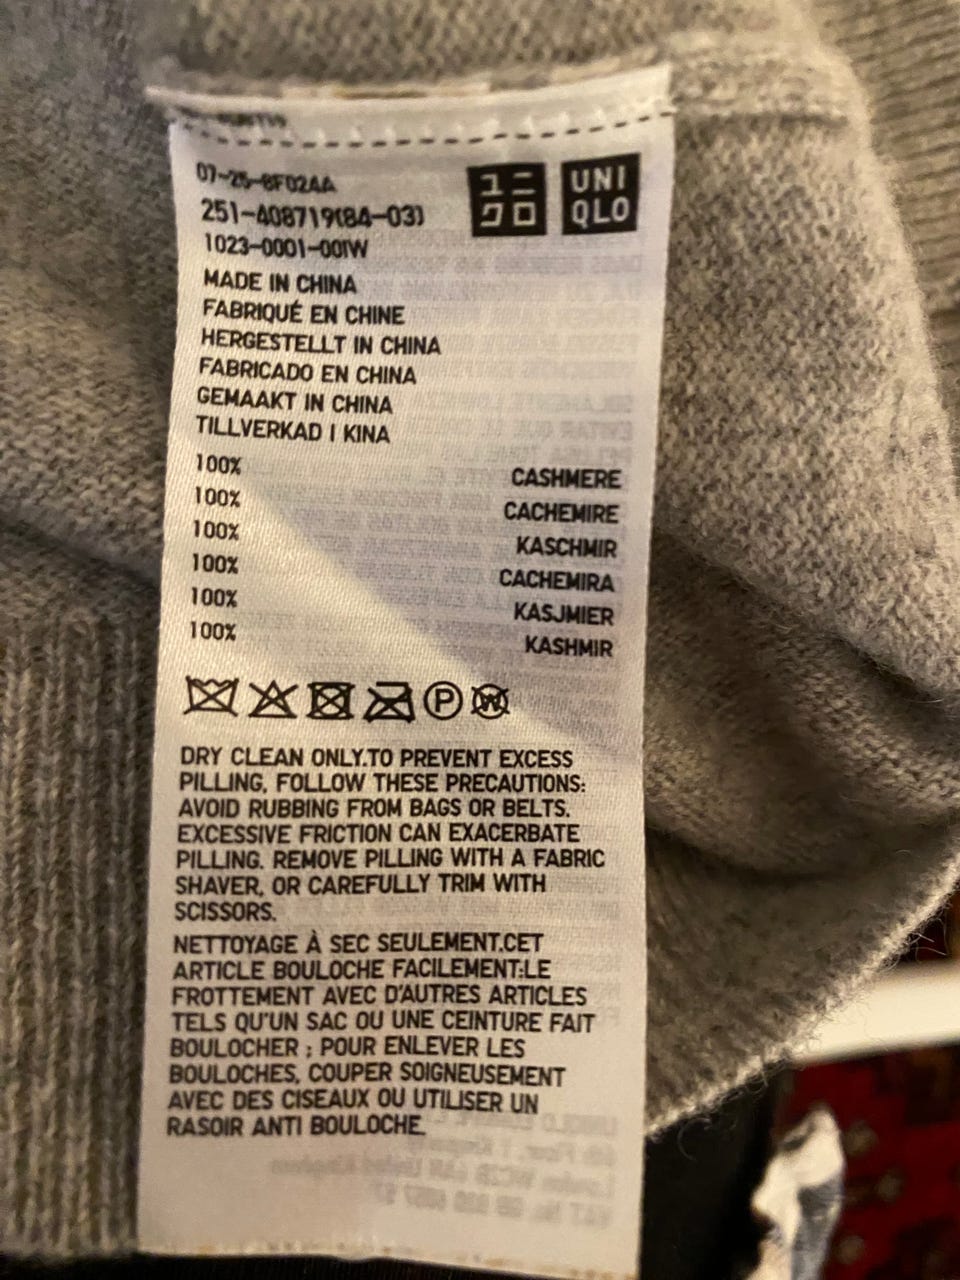 07-25-8F02AA
251-408719(84-03)
1023-0001-001W
ユニ
クロ
UNI
QLO
MADE IN CHINA
FABRIQUÉ EN CHINE
HERGESTELLT IN CHINA
FABRICADO EN CHINA
GEMAAKT IN CHINA
TILLVERKAD I KINA
100% CASHMERE
100% CACHEMIRE
100% KASCHMIR
100% CACHEMIRA
100% KASJMIER
100% KASHMIR
P W
DRY CLEAN ONLY.TO PREVENT EXCESS
PILLING, FOLLOW THESE PRECAUTIONS:
AVOID RUBBING FROM BAGS OR BELTS.
EXCESSIVE FRICTION CAN EXACERBATE
PILLING. REMOVE PILLING WITH A FABRIC
SHAVER, OR CAREFULLY TRIM WITH
SCISSORS.
NETTOYAGE À SEC SEULEMENT.CET
ARTICLE BOULOCHE FACILEMENT:LE
FROTTEMENT AVEC D'AUTRES ARTICLES
TELS QU'UN SAC OU UNE CEINTURE FAIT
BOULOCHER ; POUR ENLEVER LES
BOULOCHES, COUPER SOIGNEUSEMENT
AVEC DES CISEAUX OU UTILISER UN
RASOIR ANTI BOULOCHE.